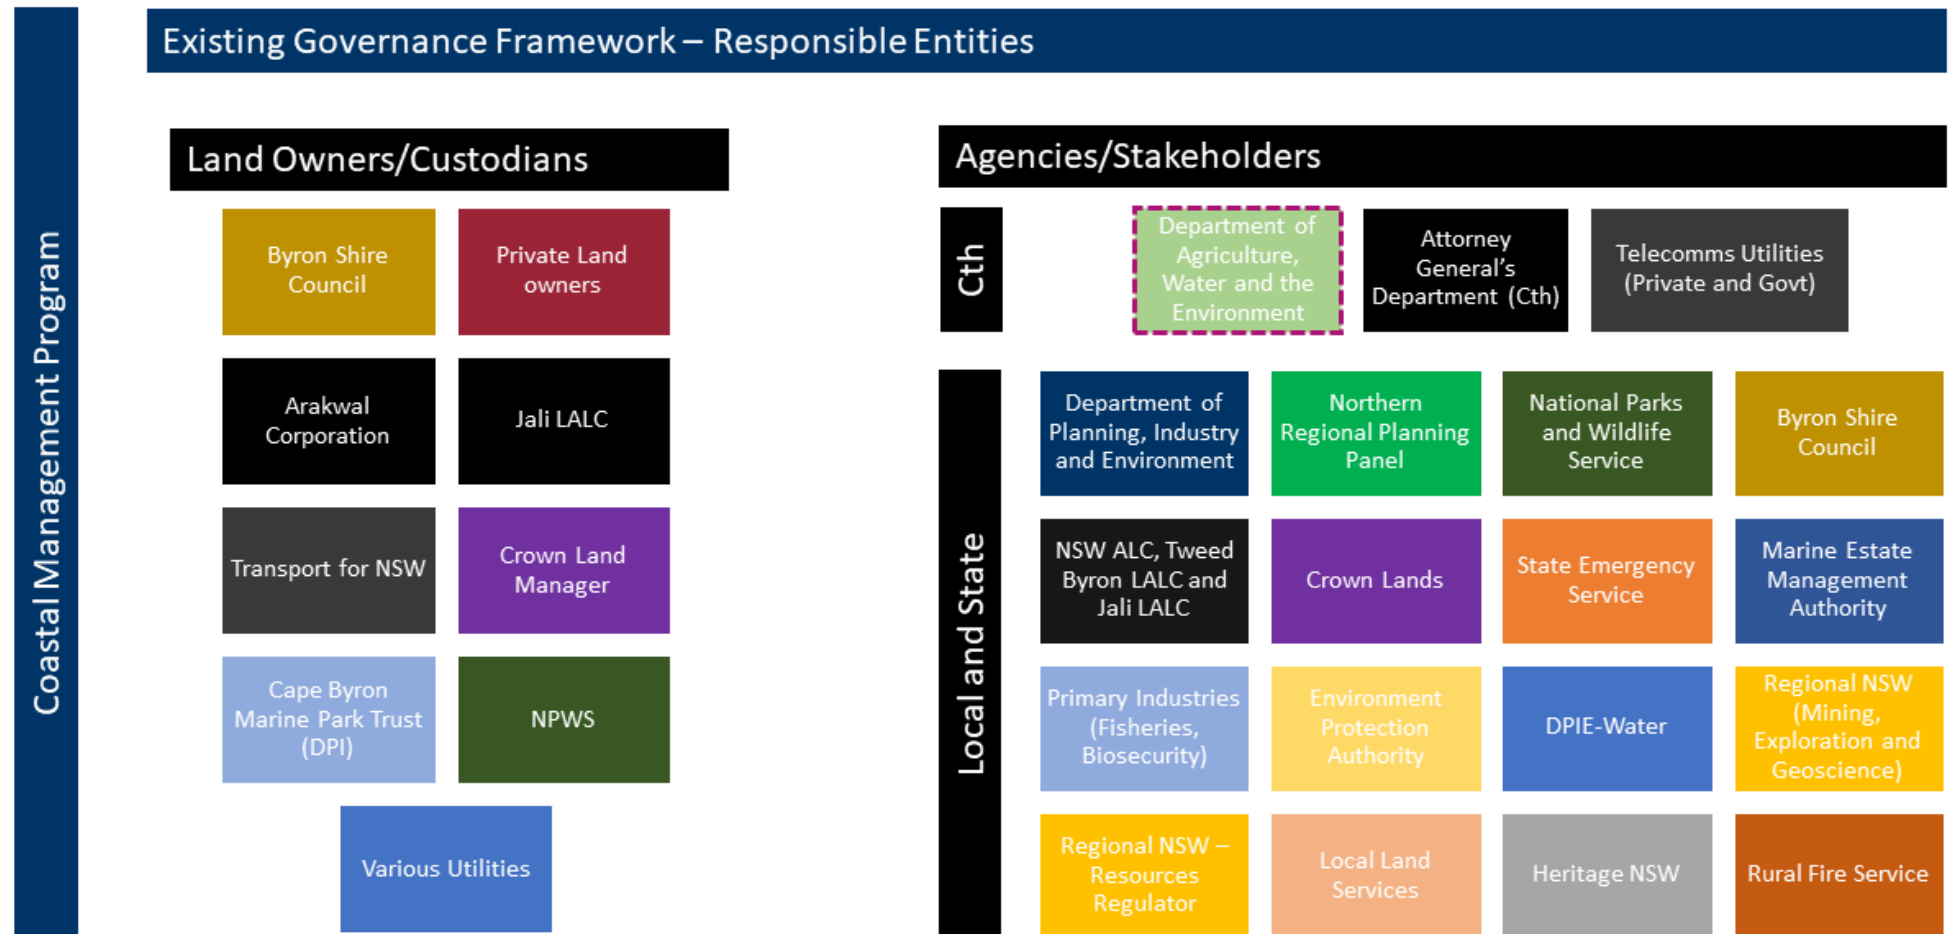 Coastal Management Program
Existing Governance Framework – Responsible Entities
Land Owners/Custodians
Byron Shire
Council
Private Land
owners
Arakwal
Corporation
Jali LALC
Transport for NSW
Crown Land
Manager
Cape Byron
Marine Park Trust
(DPI)
NPWS
Various Utilities
Agencies/Stakeholders
Cth
Department of
Agriculture,
Water and the
Environment
Attorney
General’s
Department (Cth)
Telecomms Utilities
(Private and Govt)
Local and State
Department of
Planning, Industry
and Environment
Northern
Regional Planning
Panel
National Parks
and Wildlife
Service
Byron Shire
Council
NSW ALC, Tweed
Byron LALC and
Jali LALC
Crown Lands
State Emergency
Service
Marine Estate
Management
Authority
Primary Industries
(Fisheries,
Biosecurity)
Environment
Protection
Authority
DPIE-Water
Regional NSW
(Mining,
Exploration and
Geoscience)
Regional NSW –
Resources
Regulator
Local Land
Services
Heritage NSW
Rural Fire Service